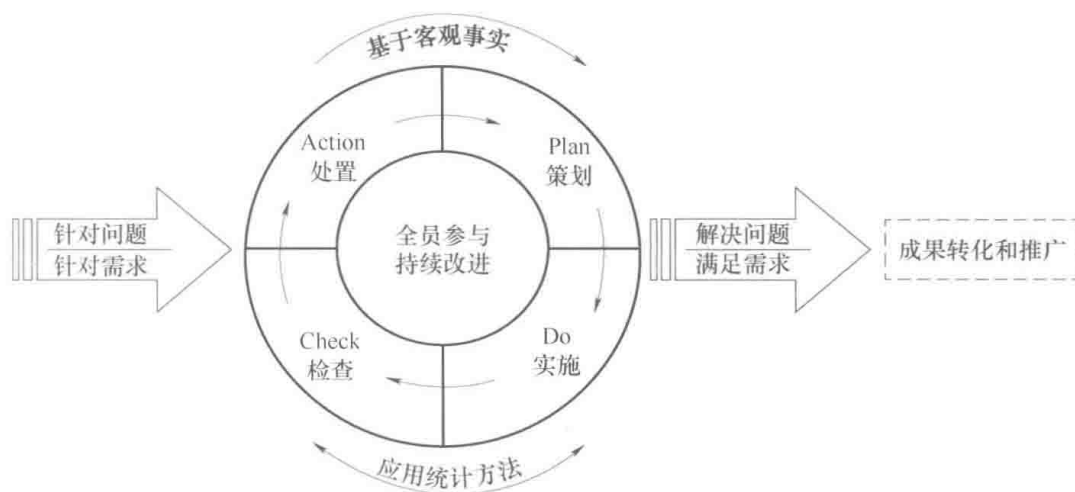 基于客观事实
Action
处置
Plan
策划
针对问题
针对需求
全员参与
持续改进
解决问题
满足需求
成果转化和推广
Check
检查
Do
实施
应用统计方法